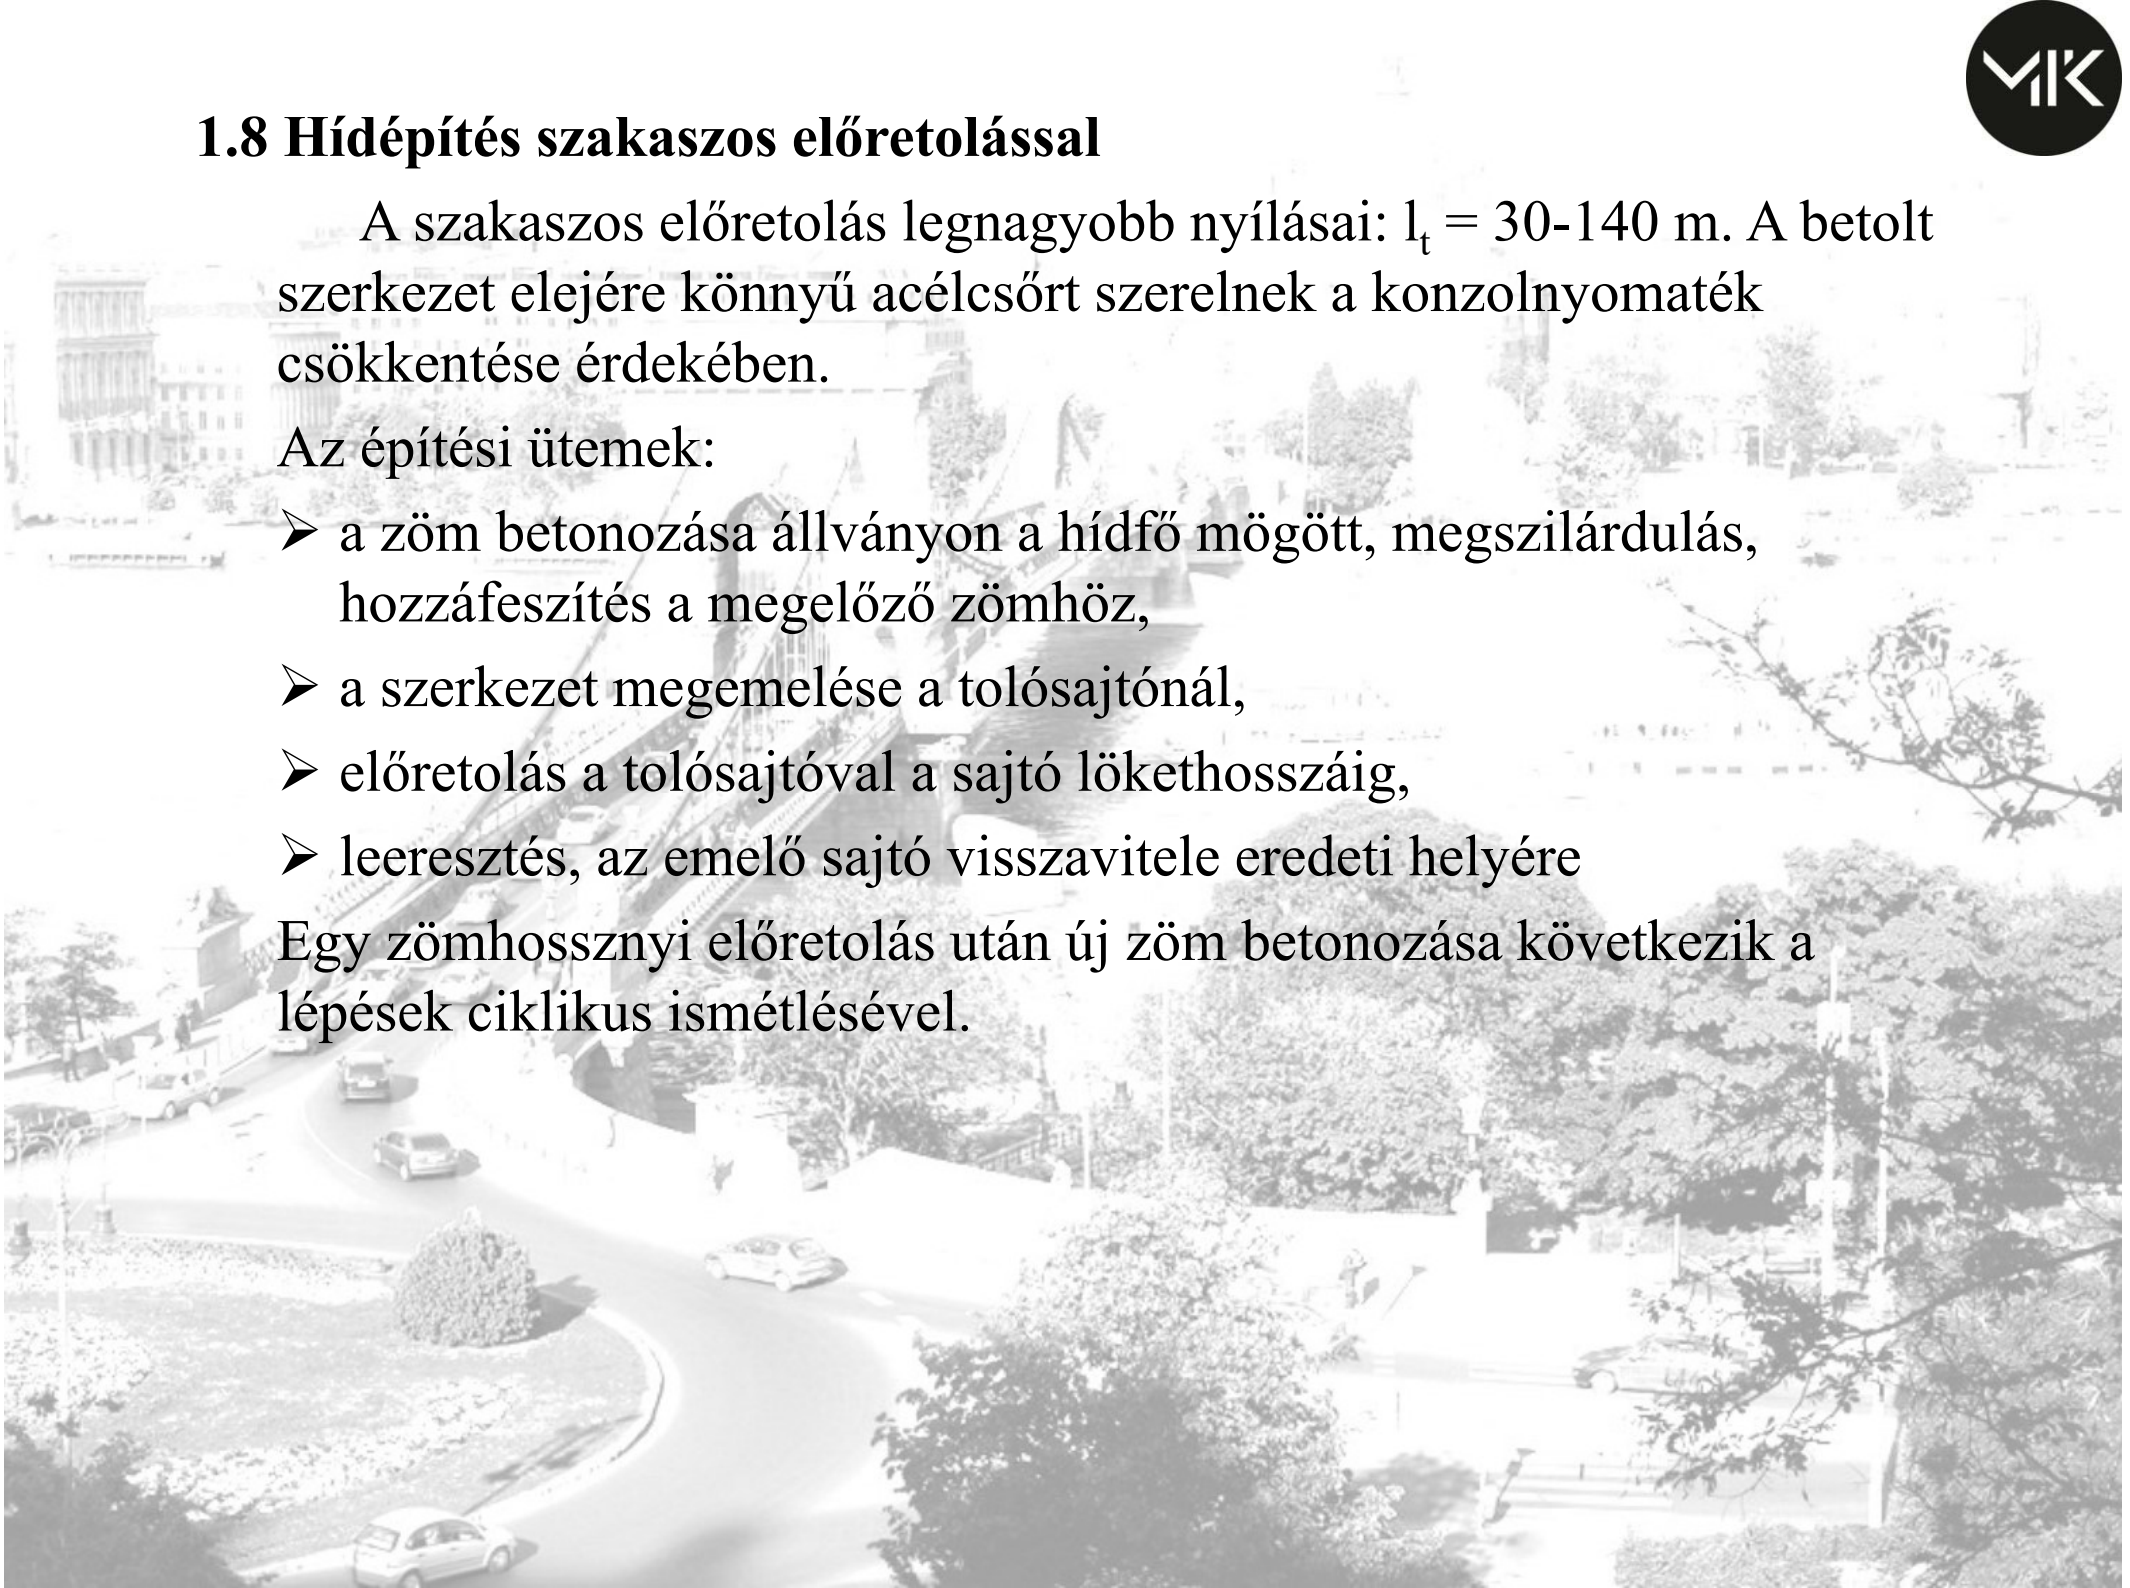 MK
1.8 Hídépítés szakaszos előretolással
A szakaszos előretolás legnagyobb nyílásai: lt = 30-140 m. A betolt
szerkezet elejére könnyű acélcsőrt szerelnek a konzolnyomaték
csökkentése érdekében.
Az építési ütemek:
➢ a zöm betonozása állványon a hídfő mögött, megszilárdulás,
hozzáfeszítés a megelőző zömhöz,
➢ a szerkezet megemelése a tolósajtónál,
➢ előretolás a tolósajtóval a sajtó lökethosszáig,
➢ leeresztés, az emelő sajtó visszavitele eredeti helyére
Egy zömhossznyi előretolás után új zöm betonozása következik a
lépések ciklikus ismétlésével.